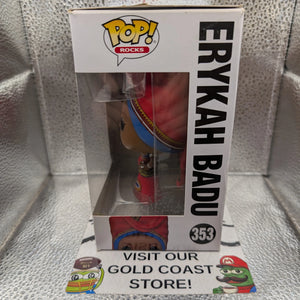 POP!
ROCKS
ERYKAH BADU
353
VISIT OUR
GOLD COAST
STORE!